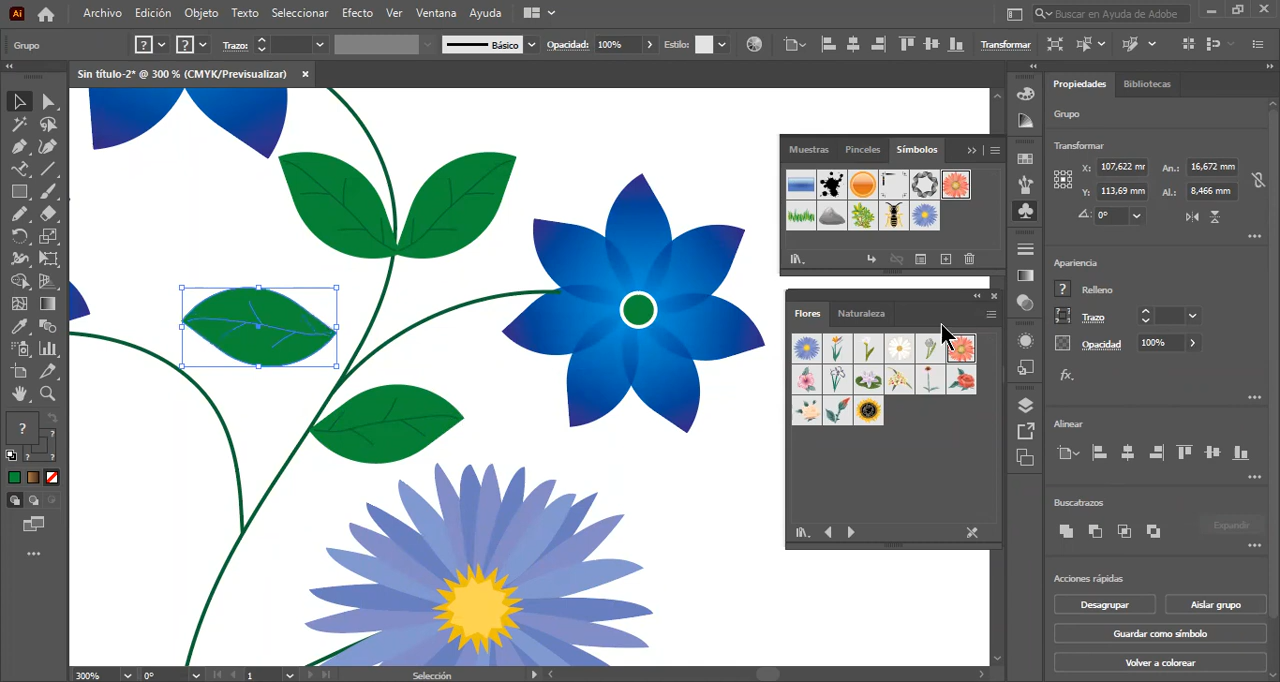 Ai Archivo Edición Objeto Texto Seleccionar Efecto Ver Ventana Ayuda Buscar en Ayuda de Adobe
Grupo ? ? Trazo: Básico Opacidad: 100% Estilo: Transformar
Sin título-2* @ 300 % (CMYK/Previsualizar) ×
Propiedades Bibliotecas
Grupo
Transformar
X: 107,622 mr An.: 16,672 mm
Y: 113,69 mm Al.: 8,466 mm
0°
Apariencia
? Relleno
Trazo
Opacidad 100%
fx.
Alinear
Buscatrazos
Expandir
Acciones rápidas
Desagrupar Aislar grupo
Guardar como símbolo
Volver a colorear
Muestras Pinceles Símbolos
Flores Naturaleza
?
?
300% 0° 1 Selección